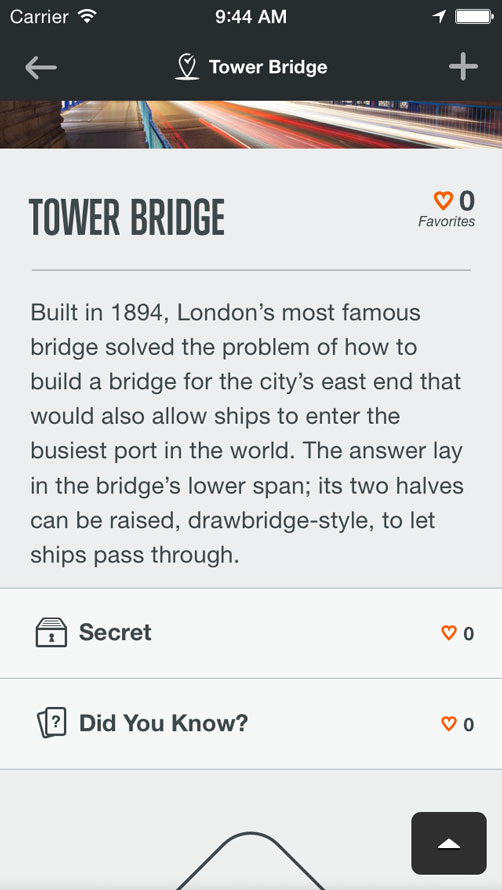 Carrier 9:44 AM
Tower Bridge
TOWER BRIDGE
0
Favorites
Built in 1894, London’s most famous
bridge solved the problem of how to
build a bridge for the city’s east end that
would also allow ships to enter the
busiest port in the world. The answer lay
in the bridge’s lower span; its two halves
can be raised, drawbridge-style, to let
ships pass through.
Secret 0
? Did You Know? 0